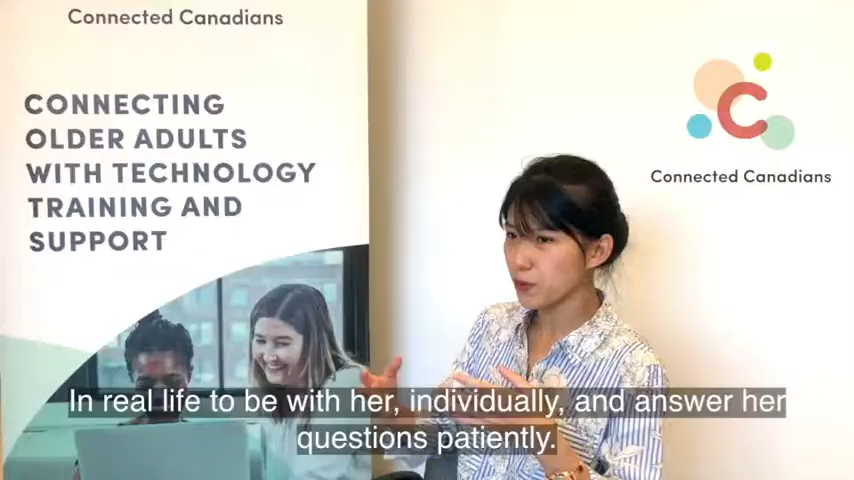 Connected Canadians
CONNECTING
OLDER ADULTS
WITH TECHNOLOGY
TRAINING AND
SUPPORT
C
Connected Canadians
In real life to be with her, individually, and answer her
questions patiently.